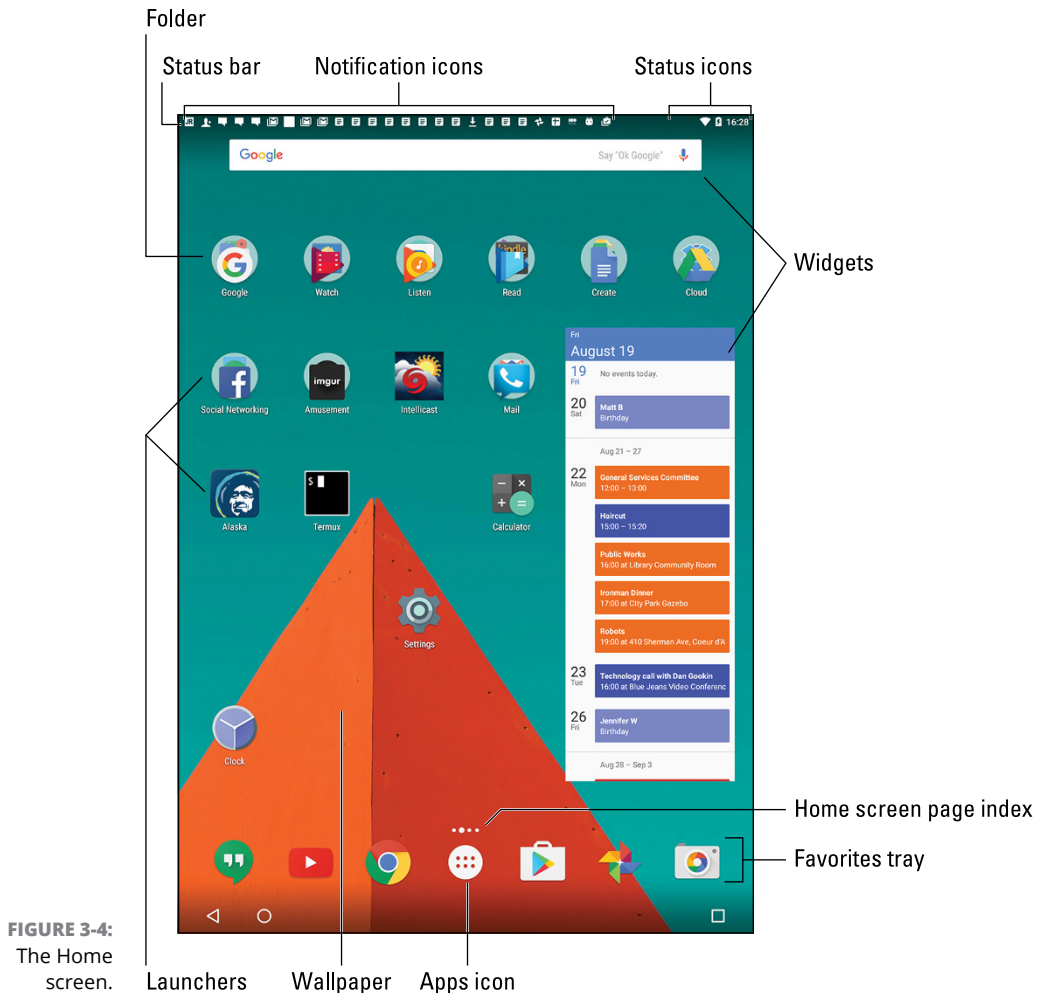 Folder
Status bar
Notification icons
Status icons
JR
16:28
Google
Say "Ok Google"
Widgets
kindle
Google
Watch
Listen
Read
Create
Cloud
Fri
August 19
19
Fri
No events today.
20
Sat
Matt B
Birthday
Aug 21 – 27
22
Mon
General Services Committee
12:00 – 13:00
Haircut
15:00 – 15:20
Public Works
16:00 at Library Community Room
Ironman Dinner
17:00 at City Park Gazebo
Robots
19:00 at 410 Sherman Ave, Coeur d'A
23
Tue
Technology call with Dan Gookin
16:00 at Blue Jeans Video Conferenc
26
Fri
Jennifer W
Birthday
Aug 28 – Sep 3
imgur
Social Networking
Amusement
Intellicast
Mail
$
Alaska
Termux
Calculator
Settings
Clock
Home screen page index
Favorites tray
FIGURE 3-4:
The Home
screen.
Launchers
Wallpaper
Apps icon